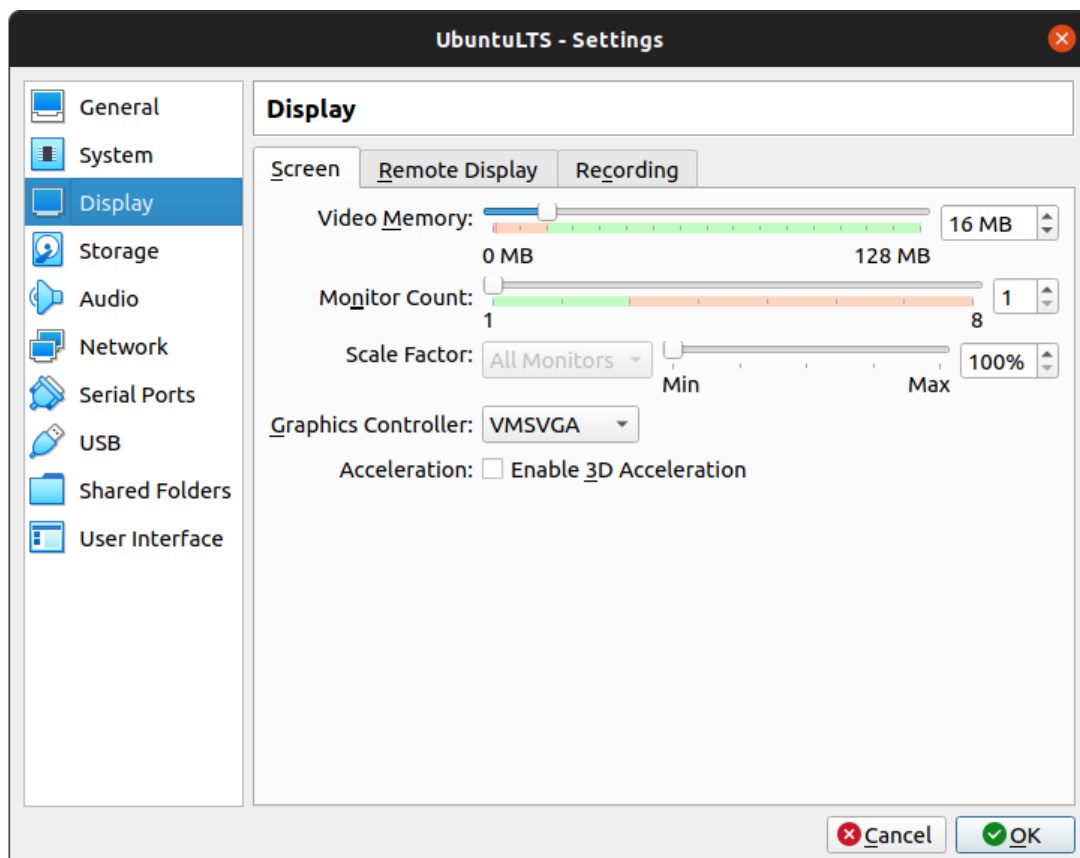 UbuntuLTS - Settings
General
System
Display
Storage
Audio
Network
Serial Ports
USB
Shared Folders
User Interface
Display
Screen Remote Display Recording
Video Memory: 16 MB
0 MB 128 MB
Monitor Count: 1
1 8
Scale Factor: All Monitors 100%
Min Max
Graphics Controller: VMSVGA
Acceleration: Enable 3D Acceleration
Cancel OK